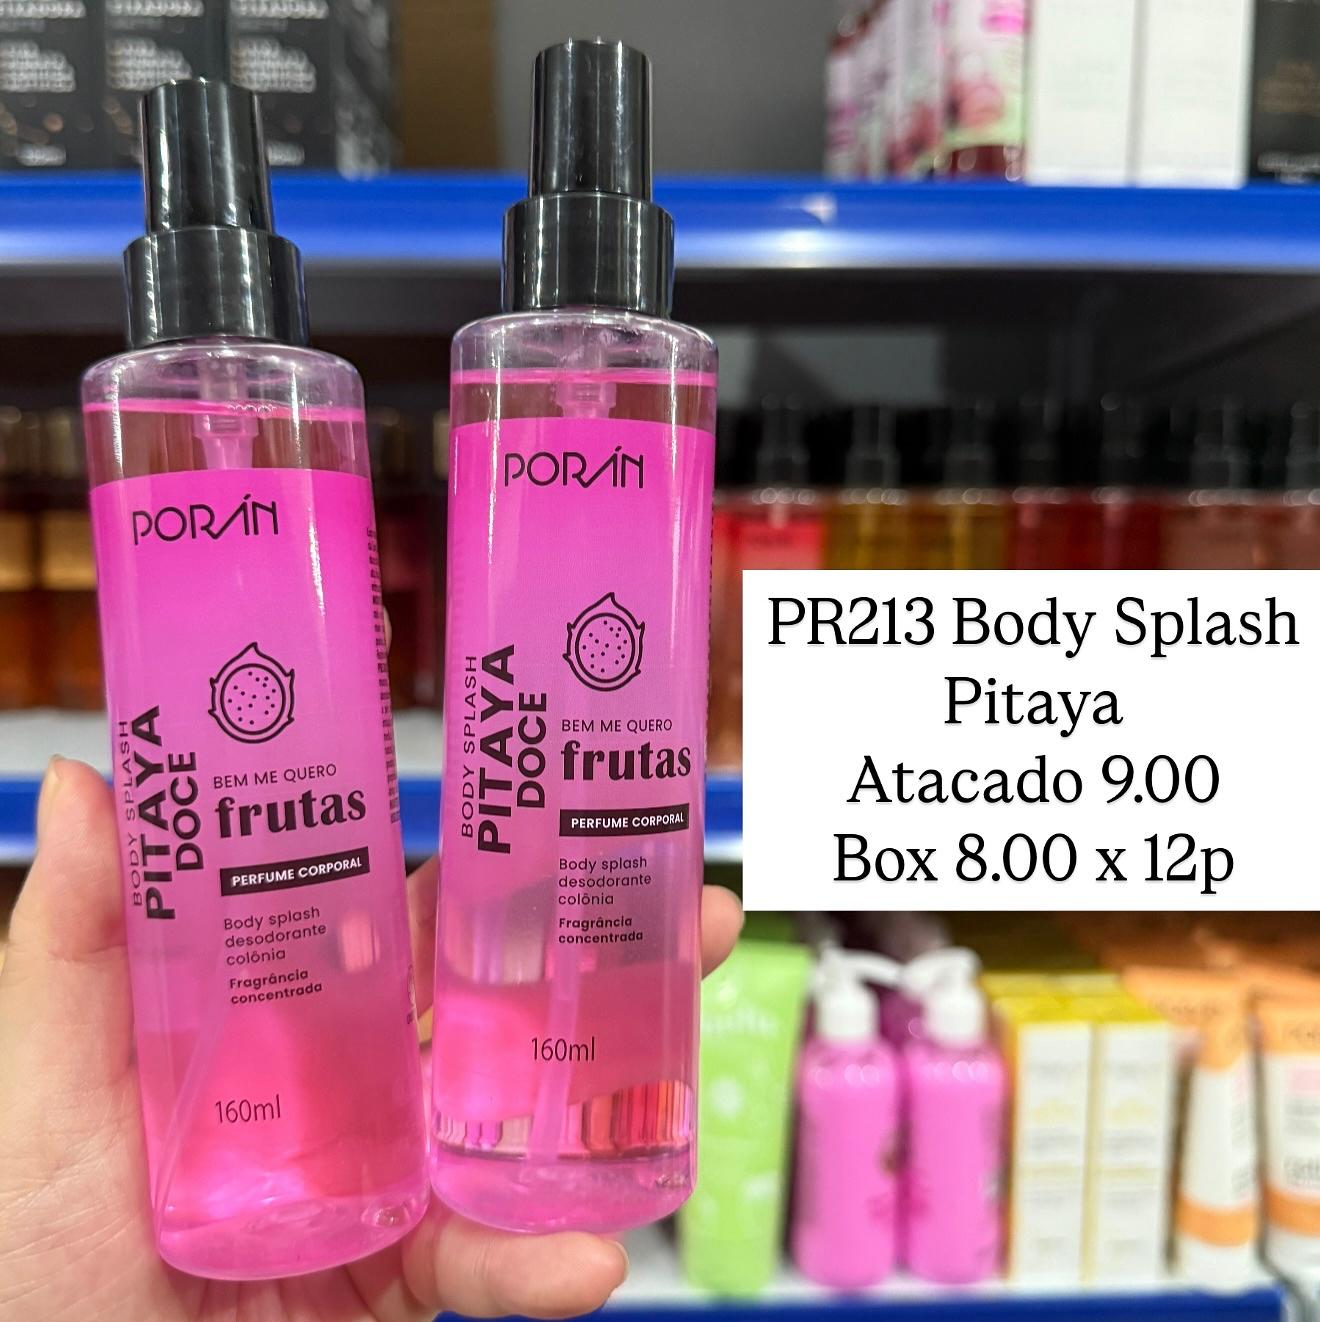 PORÁN
BODY SPLASH
PITAYA
DOCE
BEM ME QUERO
frutas
PERFUME CORPORAL
Body splash
desodorante
colônia
Fragrância
concentrada
160ml
PORÁN
BODY SPLASH
PITAYA
DOCE
BEM ME QUERO
frutas
PERFUME CORPORAL
Body splash
desodorante
colônia
Fragrância
concentrada
160ml
PR213 Body Splash
Pitaya
Atacado 9.00
Box 8.00 x 12p